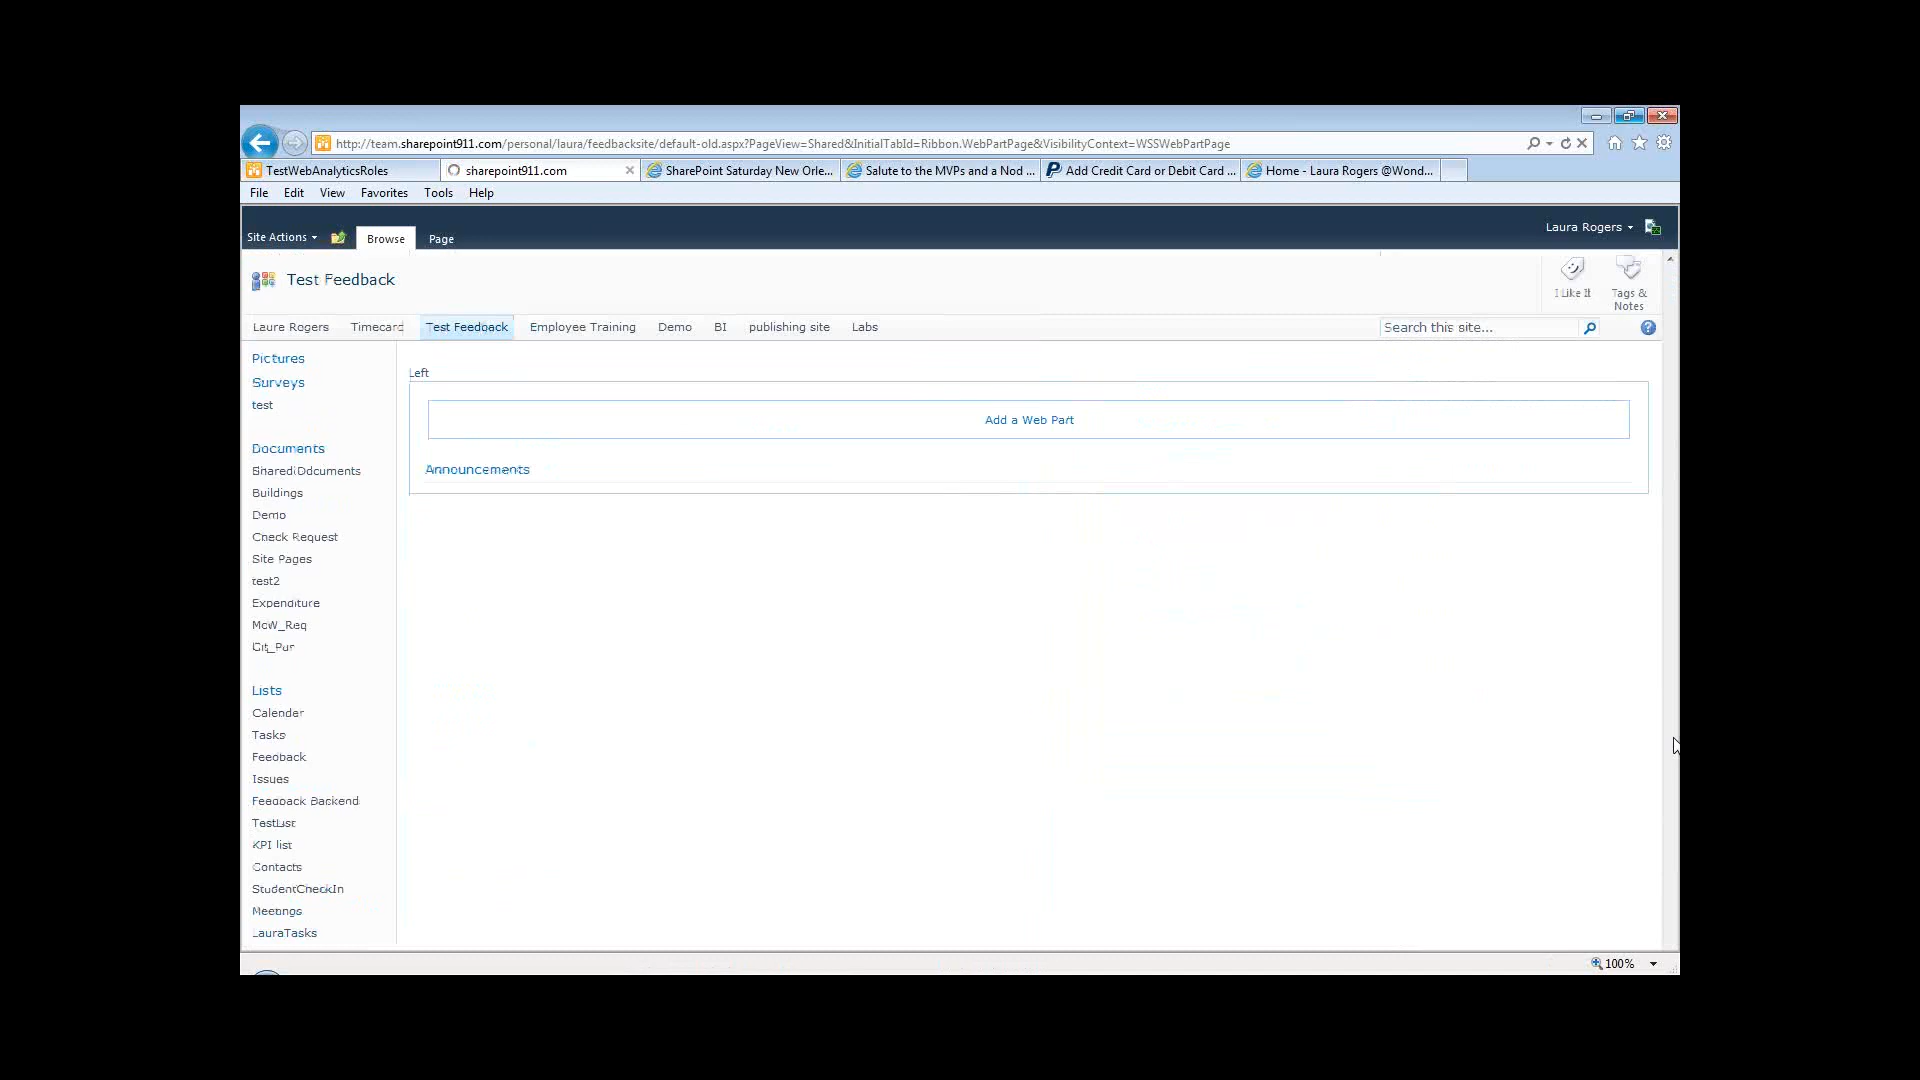 http://team.sharepoint911.com/personal/laura/feedbacksite/default-old.aspx?PageView=Shared&InitialTabId=Ribbon.WebPartPage&VisibilityContext=WSSWebPartPage
TestWebAnalyticsRoles sharepoint911.com SharePoint Saturday New Orle... Salute to the MVPs and a Nod ... Add Credit Card or Debit Card ... Home - Laura Rogers @Wond...
File Edit View Favorites Tools Help
Site Actions Browse Page Laura Rogers
Test Feedback
I Like It Tags &
Notes
Laure Rogers Timecard Test Feedback Employee Training Demo BI publishing site Labs Search this site...
Pictures
Left
Surveys
test
Add a Web Part
Announcements
Documents
Shared Documents
Buildings
Demo
Check Request
Site Pages
test2
Expenditure
McW_Req
Lists
Calendar
Tasks
Feedback
Issues
Feedback Backend
TestList
KPI list
Contacts
StudentCheckIn
Meetings
LauraTasks
100%